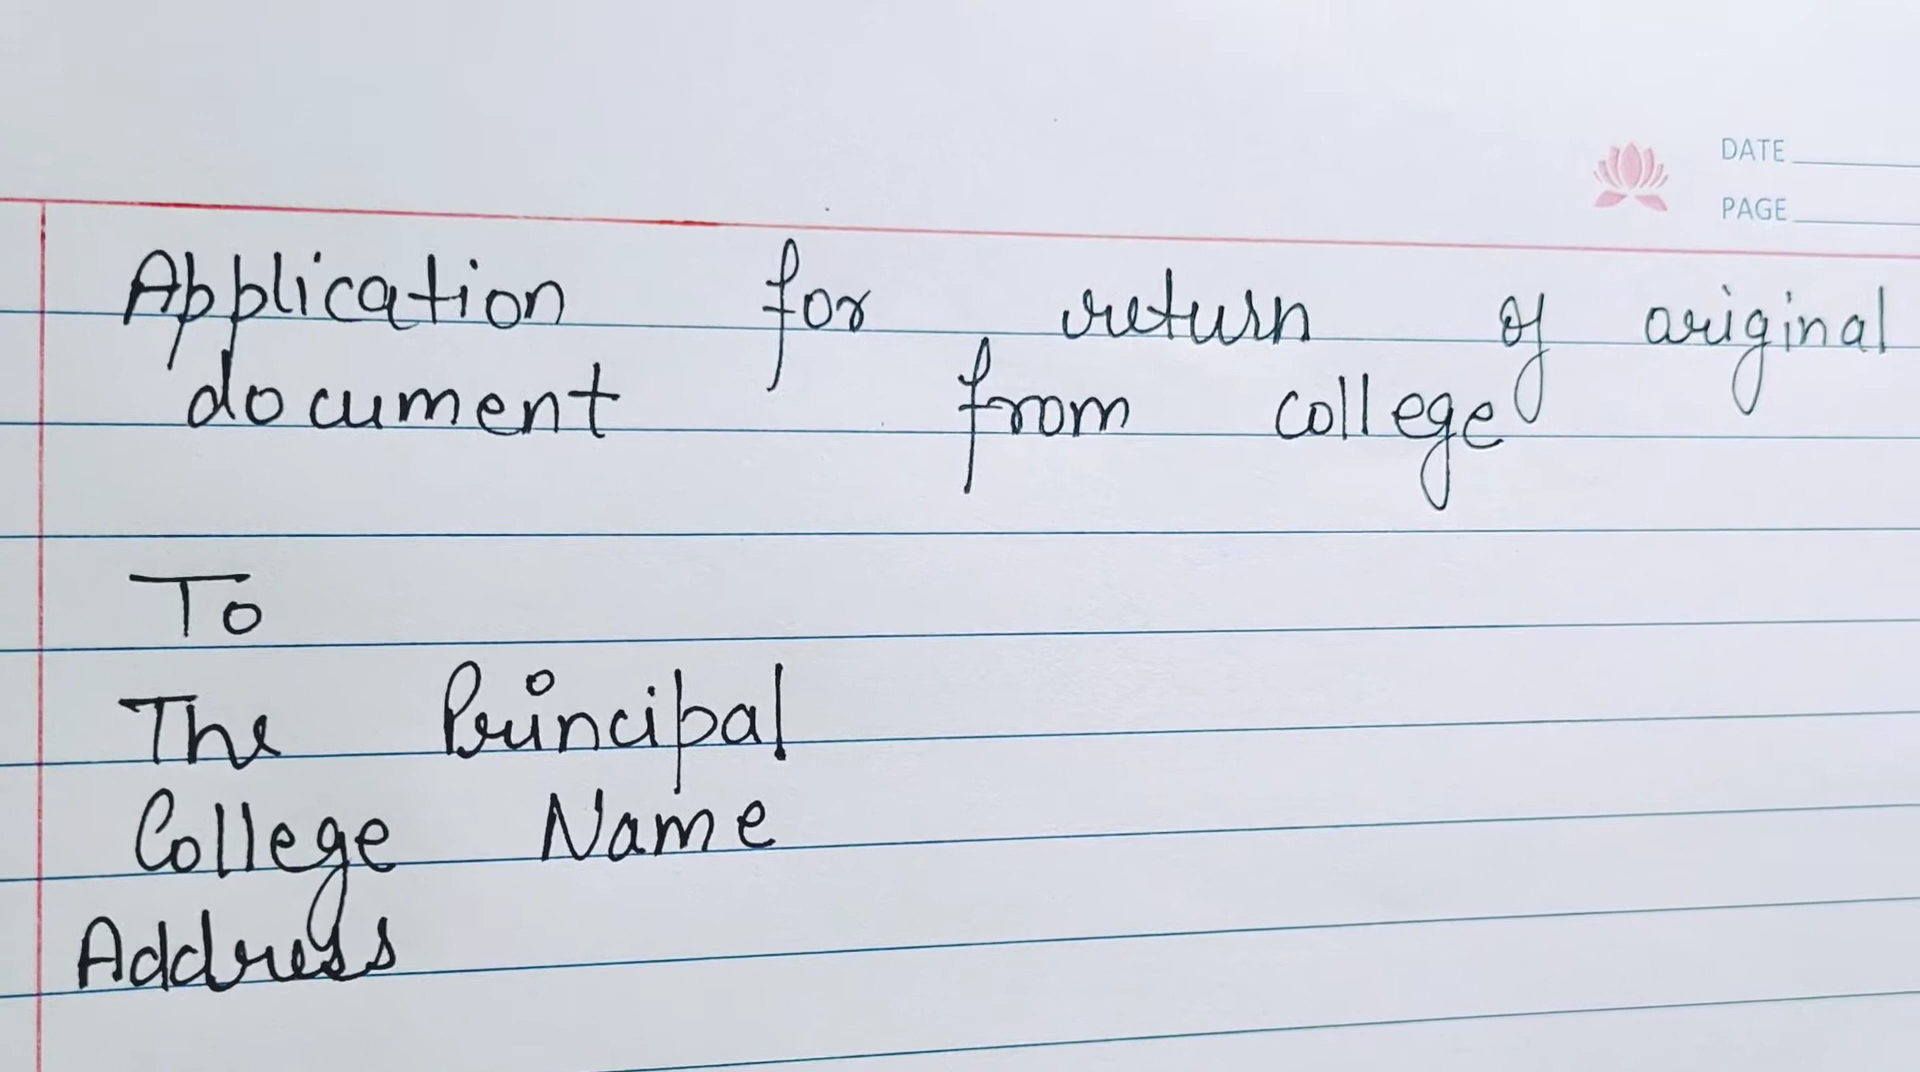 DATE
PAGE
Application for return of original
document from college
To
The Principal
College Name
Address